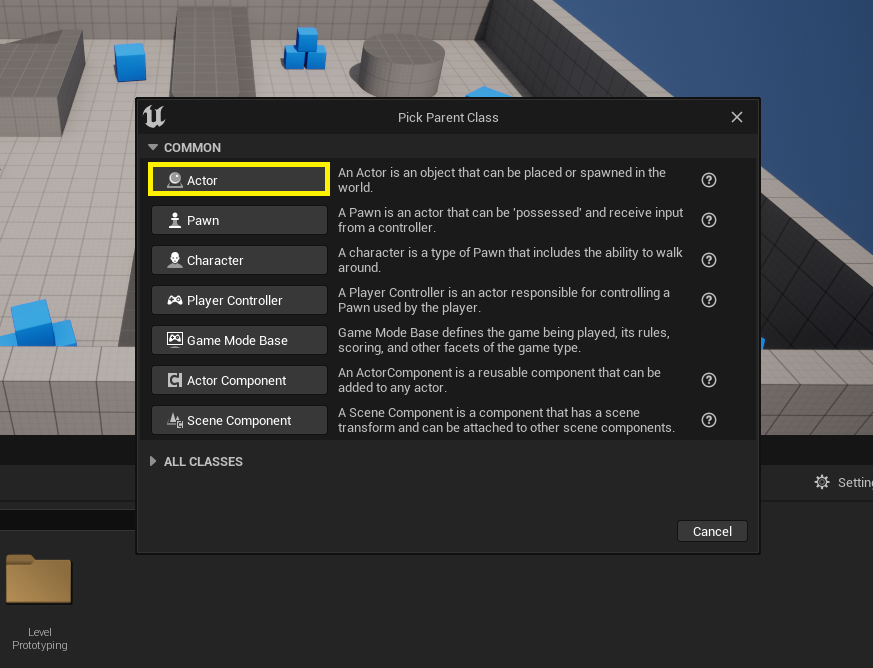 Pick Parent Class
COMMON
Actor
An Actor is an object that can be placed or spawned in the
world.
Pawn
A Pawn is an actor that can be 'possessed' and receive input
from a controller.
Character
A character is a type of Pawn that includes the ability to walk
around.
Player Controller
A Player Controller is an actor responsible for controlling a
Pawn used by the player.
Game Mode Base
Game Mode Base defines the game being played, its rules,
scoring, and other facets of the game type.
Actor Component
An ActorComponent is a reusable component that can be
added to any actor.
Scene Component
A Scene Component is a component that has a scene
transform and can be attached to other scene components.
ALL CLASSES
Settin
Cancel
Level
Prototyping